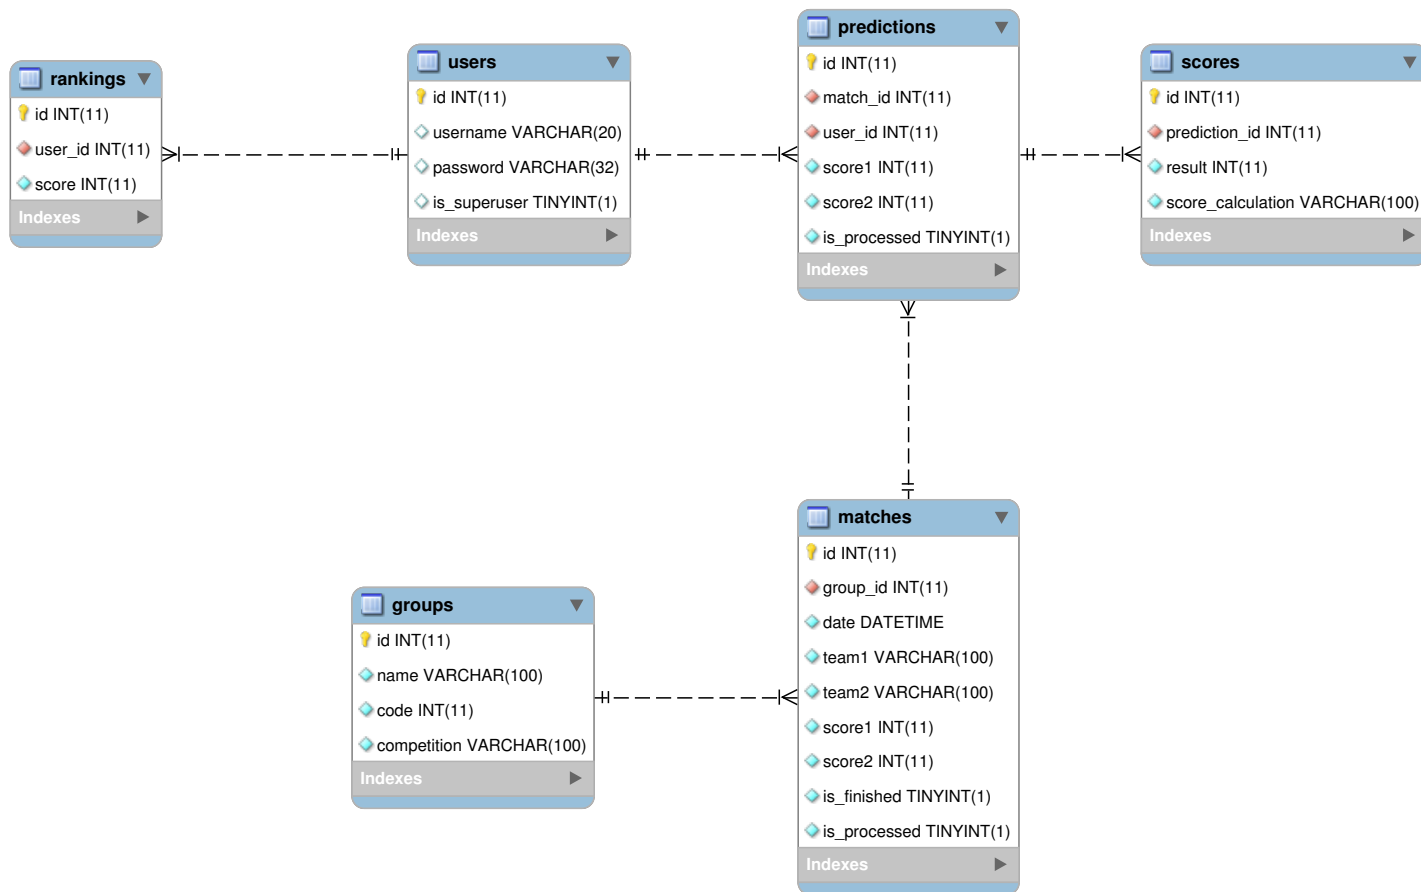 rankings
id INT(11)
user_id INT(11)
score INT(11)
Indexes
users
id INT(11)
username VARCHAR(20)
password VARCHAR(32)
is_superuser TINYINT(1)
Indexes
predictions
id INT(11)
match_id INT(11)
user_id INT(11)
score1 INT(11)
score2 INT(11)
is_processed TINYINT(1)
Indexes
scores
id INT(11)
prediction_id INT(11)
result INT(11)
score_calculation VARCHAR(100)
Indexes
groups
id INT(11)
name VARCHAR(100)
code INT(11)
competition VARCHAR(100)
Indexes
matches
id INT(11)
group_id INT(11)
date DATETIME
team1 VARCHAR(100)
team2 VARCHAR(100)
score1 INT(11)
score2 INT(11)
is_finished TINYINT(1)
is_processed TINYINT(1)
Indexes